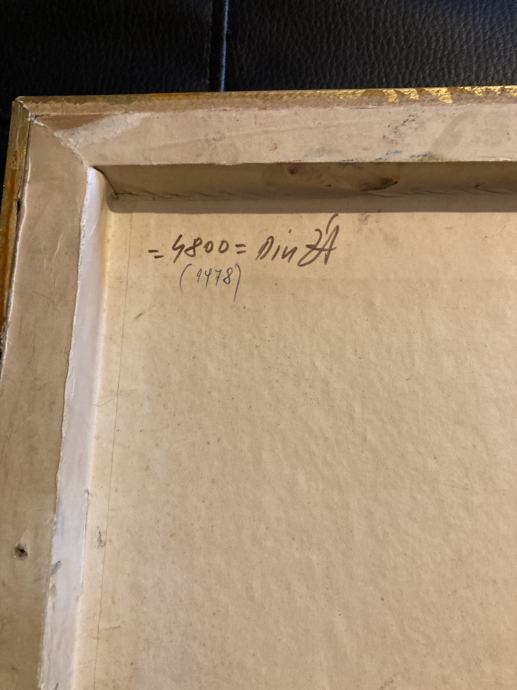 = 4800 = Din
(1478)